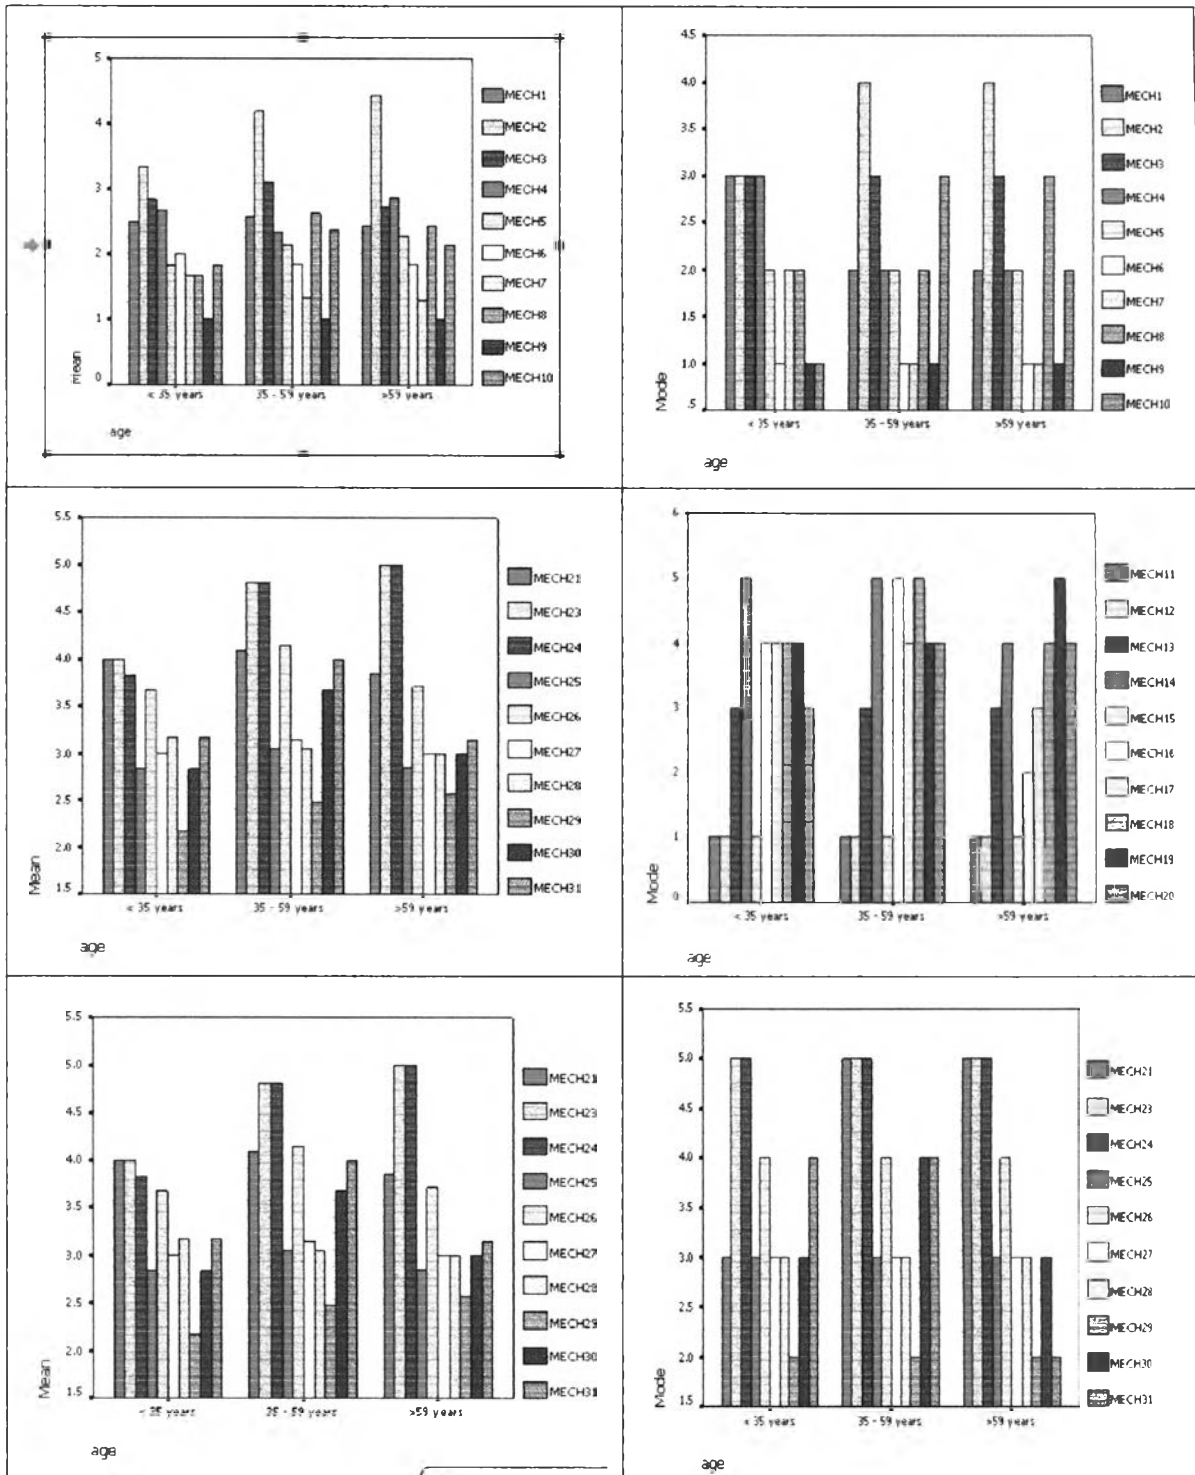 5
4
3
2
1
0
Mean
< 35 years
35 - 59 years
>59 years
age
MECH1
MECH2
MECH3
MECH4
MECH5
MECH6
MECH7
MECH8
MECH9
MECH10
4.5
4.0
3.5
3.0
2.5
2.0
1.5
1.0
.5
Mode
< 35 years
35 - 59 years
>59 years
age
MECH1
MECH2
MECH3
MECH4
MECH5
MECH6
MECH7
MECH8
MECH9
MECH10
5.5
5.0
4.5
4.0
3.5
3.0
2.5
2.0
1.5
Mean
< 35 years
35 - 59 years
>59 years
age
MECH21
MECH23
MECH24
MECH25
MECH26
MECH27
MECH28
MECH29
MECH30
MECH31
6
5
4
3
2
1
0
Mode
< 35 years
35 - 59 years
>59 years
age
MECH11
MECH12
MECH13
MECH14
MECH15
MECH16
MECH17
MECH18
MECH19
MECH20
5.5
5.0
4.5
4.0
3.5
3.0
2.5
2.0
1.5
Mean
< 35 years
35 - 59 years
>59 years
age
MECH21
MECH23
MECH24
MECH25
MECH26
MECH27
MECH28
MECH29
MECH30
MECH31
5.5
5.0
4.5
4.0
3.5
3.0
2.5
2.0
1.5
Mode
< 35 years
35 - 59 years
>59 years
age
MECH21
MECH23
MECH24
MECH25
MECH26
MECH27
MECH28
MECH29
MECH30
MECH31